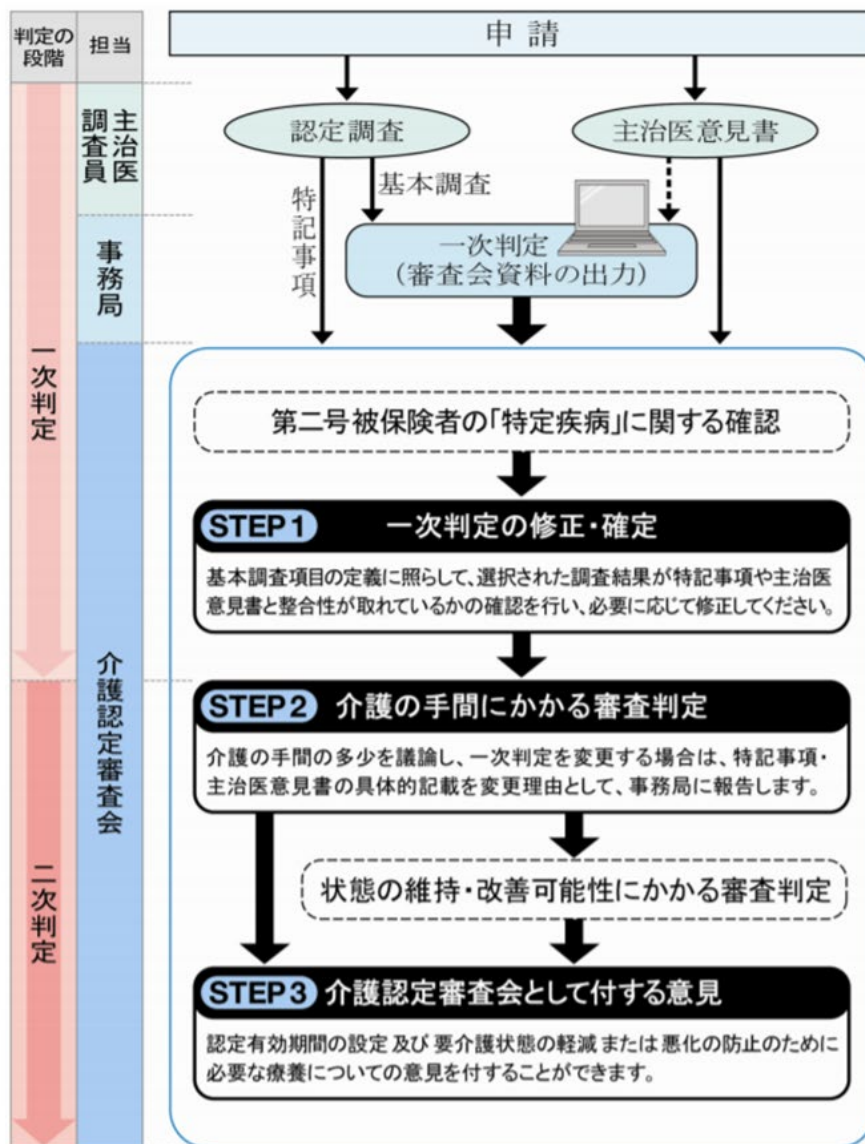 判定の
段階
担当
申請
主治医
調査員
認定調査
主治医意見書
基本調査
特記事項
事務局
一次判定
(審査会資料の出力)
一次判定
第二号被保険者の「特定疾病」に関する確認
STEP 1 一次判定の修正・確定
基本調査項目の定義に照らして、選択された調査結果が特記事項や主治医
意見書と整合性が取れているかの確認を行い、必要に応じて修正してください。
介護認定審査会
STEP 2 介護の手間にかかる審査判定
介護の手間の多少を議論し、一次判定を変更する場合は、特記事項・
主治医意見書の具体的記載を変更理由として、事務局に報告します。
状態の維持・改善可能性にかかる審査判定
二次判定
STEP 3 介護認定審査会として付する意見
認定有効期間の設定 及び 要介護状態の軽減 または 悪化の防止のために
必要な療養についての意見を付することができます。